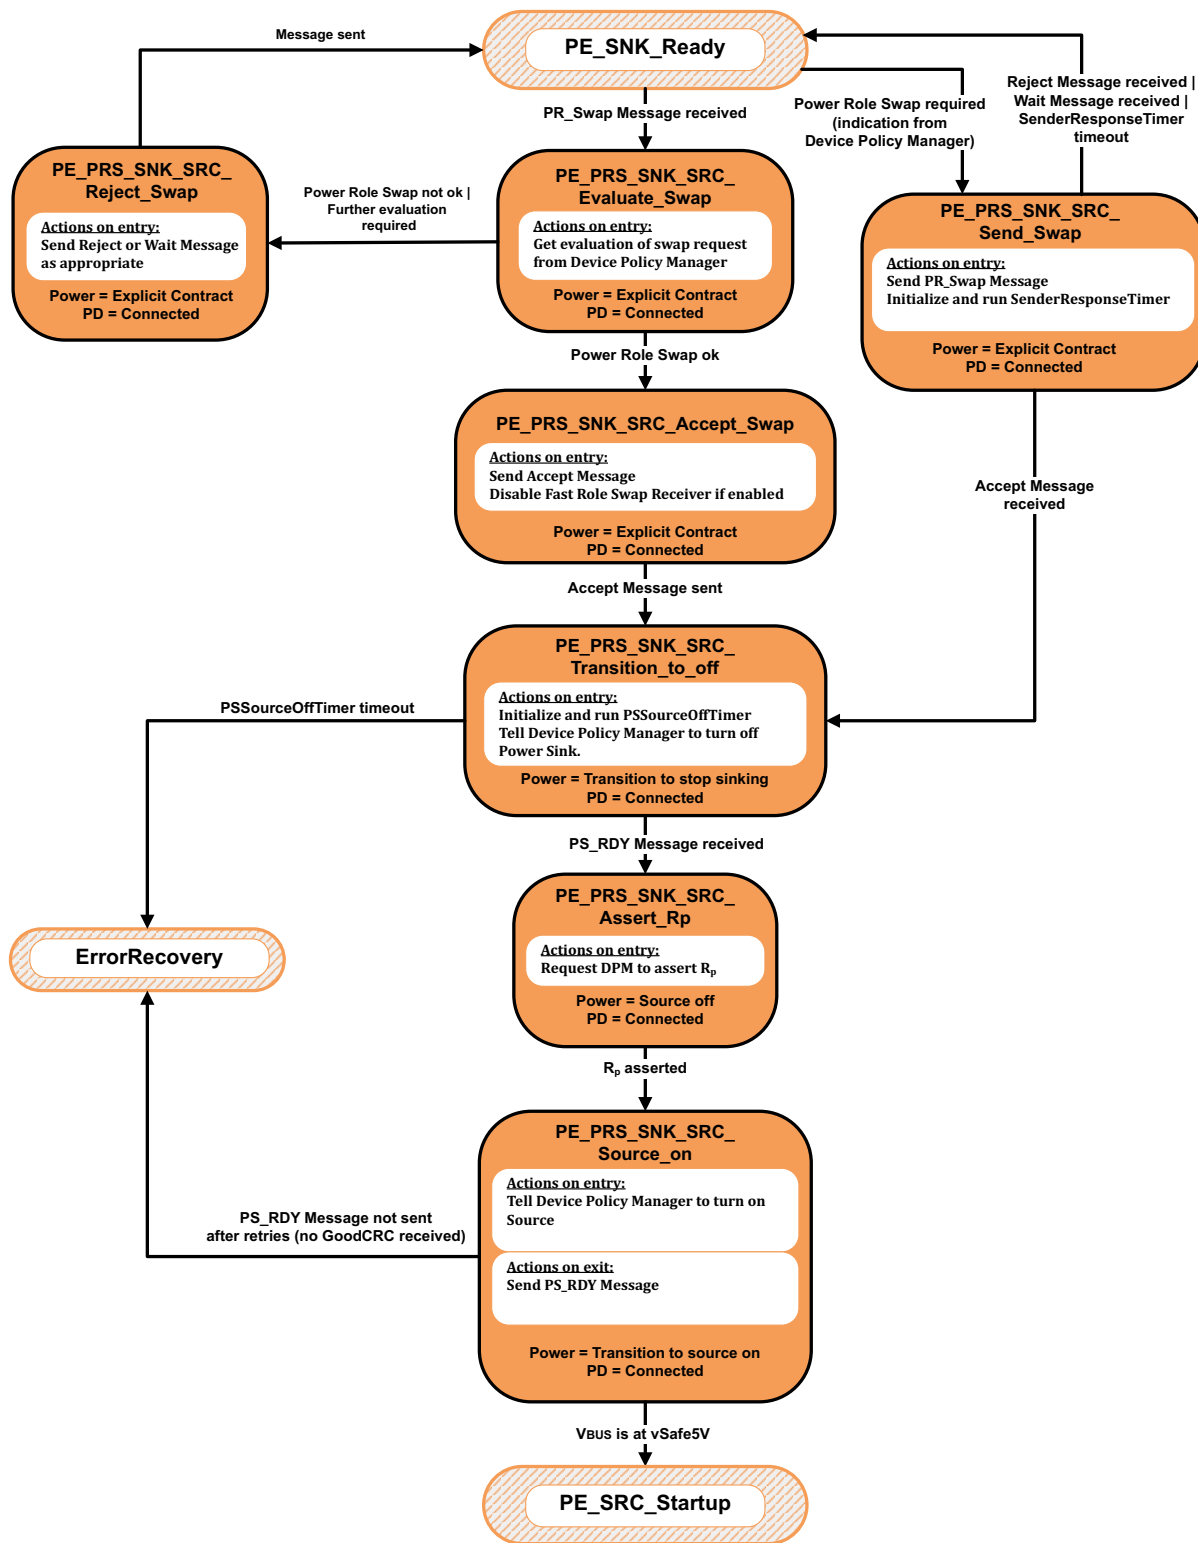 Message sent
PE_SNK_Ready
PR_Swap Message received
Power Role Swap required
(indication from
Device Policy Manager)
Reject Message received |
Wait Message received |
SenderResponseTimer
timeout
PE_PRS_SNK_SRC_
Reject_Swap
Actions on entry:
Send Reject or Wait Message
as appropriate
Power = Explicit Contract
PD = Connected
Power Role Swap not ok |
Further evaluation
required
PE_PRS_SNK_SRC_
Evaluate_Swap
Actions on entry:
Get evaluation of swap request
from Device Policy Manager
Power = Explicit Contract
PD = Connected
PE_PRS_SNK_SRC_
Send_Swap
Actions on entry:
Send PR_Swap Message
Initialize and run SenderResponseTimer
Power = Explicit Contract
PD = Connected
Power Role Swap ok
PE_PRS_SNK_SRC_Accept_Swap
Actions on entry:
Send Accept Message
Disable Fast Role Swap Receiver if enabled
Power = Explicit Contract
PD = Connected
Accept Message
received
Accept Message sent
PE_PRS_SNK_SRC_
Transition_to_off
Actions on entry:
Initialize and run PSSourceOffTimer
Tell Device Policy Manager to turn off
Power Sink.
Power = Transition to stop sinking
PD = Connected
PSSourceOffTimer timeout
PS_RDY Message received
PE_PRS_SNK_SRC_
Assert_Rp
Actions on entry:
Request DPM to assert Rp
Power = Source off
PD = Connected
ErrorRecovery
Rp asserted
PE_PRS_SNK_SRC_
Source_on
Actions on entry:
Tell Device Policy Manager to turn on
Source
Actions on exit:
Send PS_RDY Message
Power = Transition to source on
PD = Connected
PS_RDY Message not sent
after retries (no GoodCRC received)
VBUS is at vSafe5V
PE_SRC_Startup